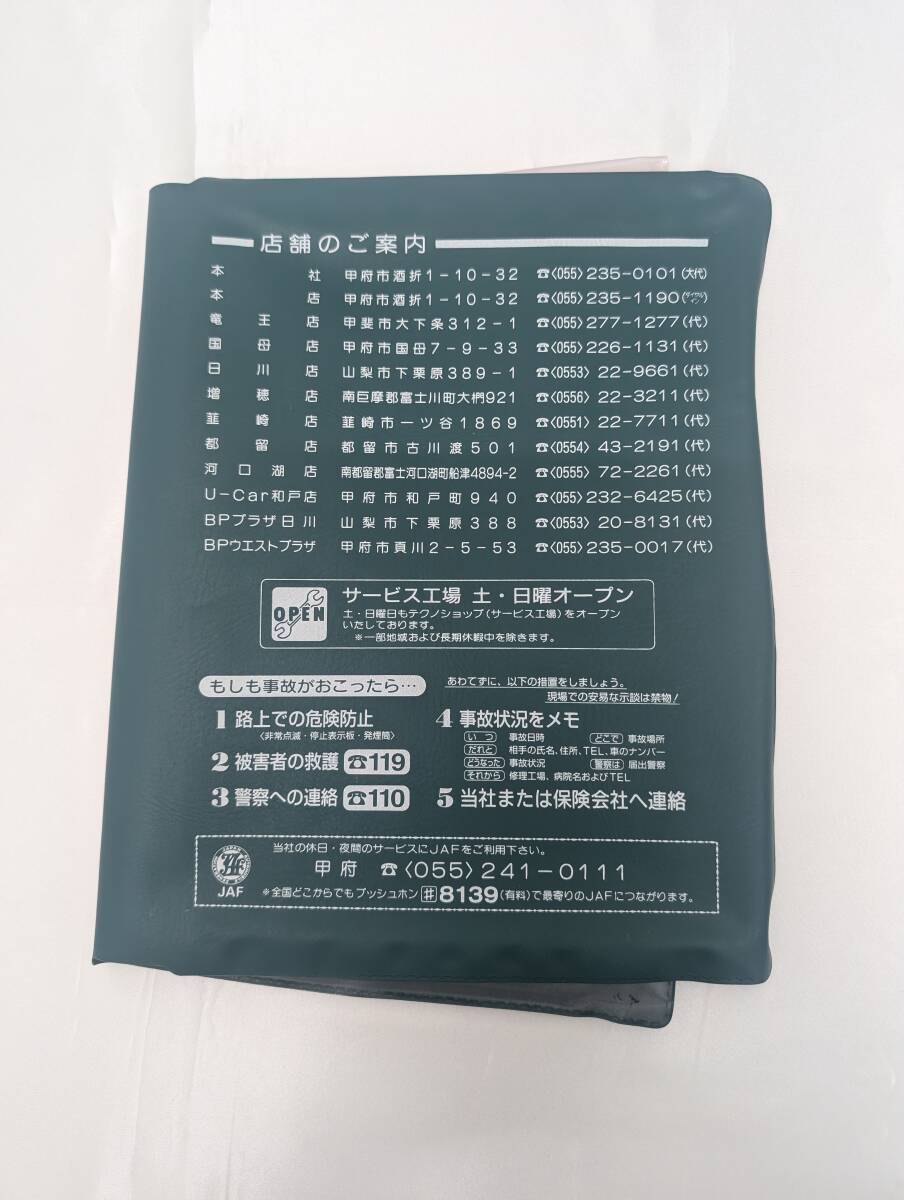 店舗のご案内
本社 甲府市酒折1-10-32 ☎〈055〉235-0101(大代)
本店 甲府市酒折1-10-32 ☎〈055〉235-1190(ダイヤルイン)
竜王店 甲斐市大下条312-1 ☎〈055〉277-1277(代)
国母店 甲府市国母7-9-33 ☎〈055〉226-1131(代)
日川店 山梨市下栗原389-1 ☎〈0553〉22-9661(代)
増穂店 南巨摩郡富士川町大椚921 ☎〈0556〉22-3211(代)
韮崎店 韮崎市一ツ谷1869 ☎〈0551〉22-7711(代)
都留店 都留市古川渡501 ☎〈0554〉43-2191(代)
河口湖店 南都留郡富士河口湖町船津4894-2 ☎〈0555〉72-2261(代)
U-Car和戸店 甲府市和戸町940 ☎〈055〉232-6425(代)
BPプラザ日川 山梨市下栗原388 ☎〈0553〉20-8131(代)
BPウエストプラザ 甲府市貢川2-5-53 ☎〈055〉235-0017(代)
OPEN
サービス工場 土・日曜オープン
土・日曜日もテクノショップ(サービス工場)をオープン
いたしております。
※一部地域および長期休暇中を除きます。
もしも事故がおこったら…
あわてずに、以下の措置をしましょう。
現場での安易な示談は禁物!
1 路上での危険防止
〈非常点滅・停止表示板・発煙筒〉
2 被害者の救護 ☎119
3 警察への連絡 ☎110
4 事故状況をメモ
いつ 事故日時 どこで 事故場所
だれと 相手の氏名、住所、TEL、車のナンバー
どうなった 事故状況 警察は 届出警察
それから 修理工場、病院名およびTEL
5 当社または保険会社へ連絡
JAF
当社の休日・夜間のサービスにJAFをご利用下さい。
甲府 ☎〈055〉241-0111
※全国どこからでもプッシュホン♯8139(有料)で最寄りのJAFにつながります。